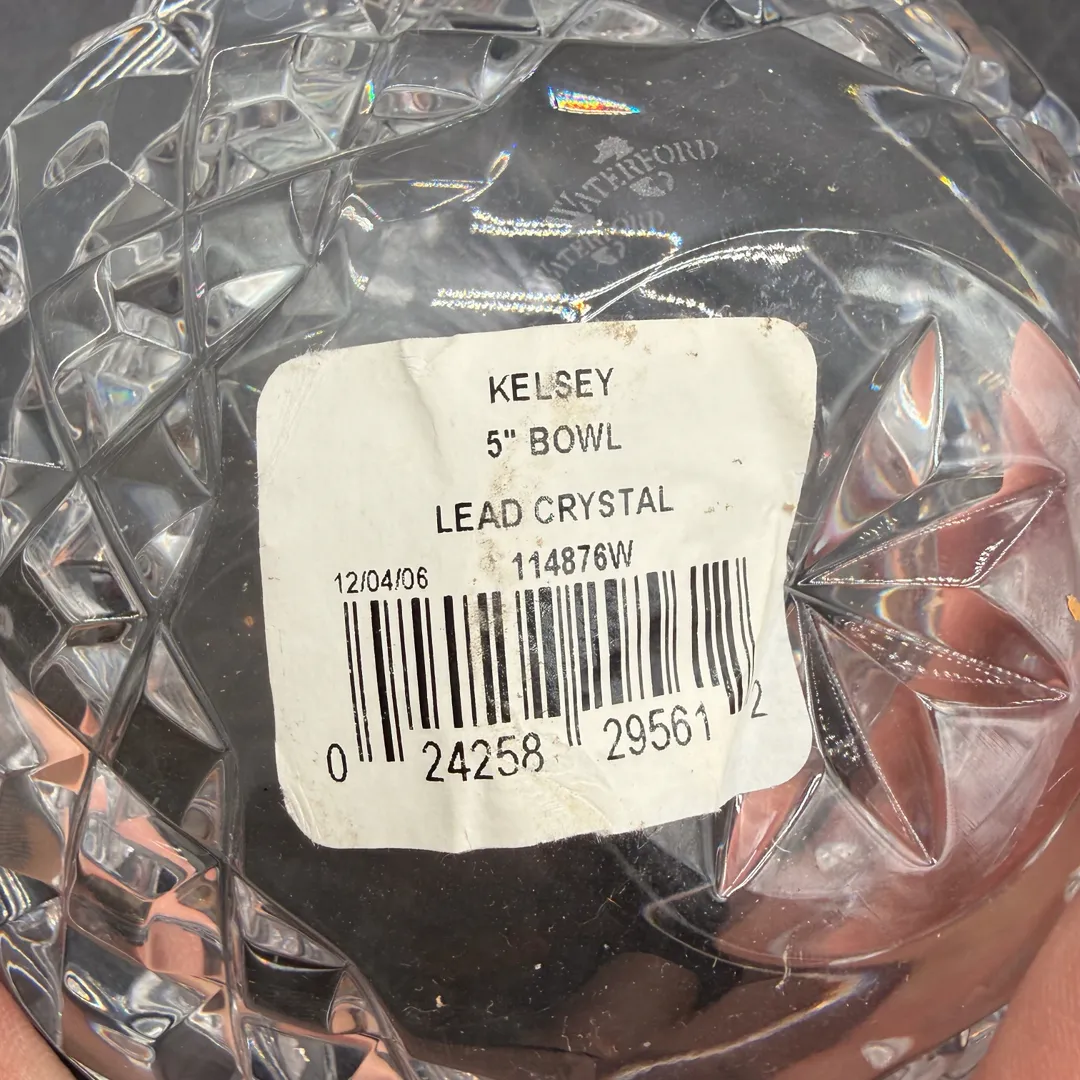 WATERFORD
WATERFORD
KELSEY
5" BOWL
LEAD CRYSTAL
114876W
12/04/06
0 24258 29561 2